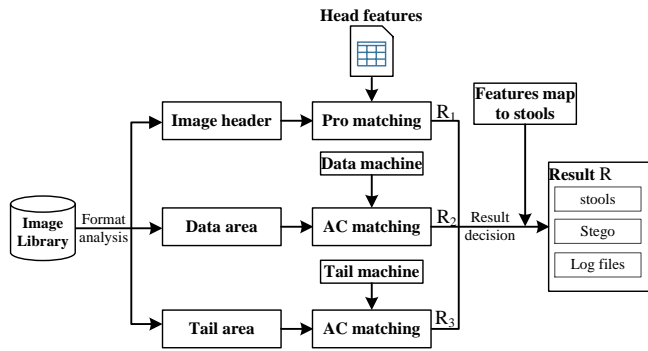 Head features
Features map
to stools
Image header
Pro matching
R1
Data machine
Result R
stools
Image
Library
Format
analysis
Data area
AC matching
R2
Result
decision
Stego
Tail machine
Log files
Tail area
AC matching
R3